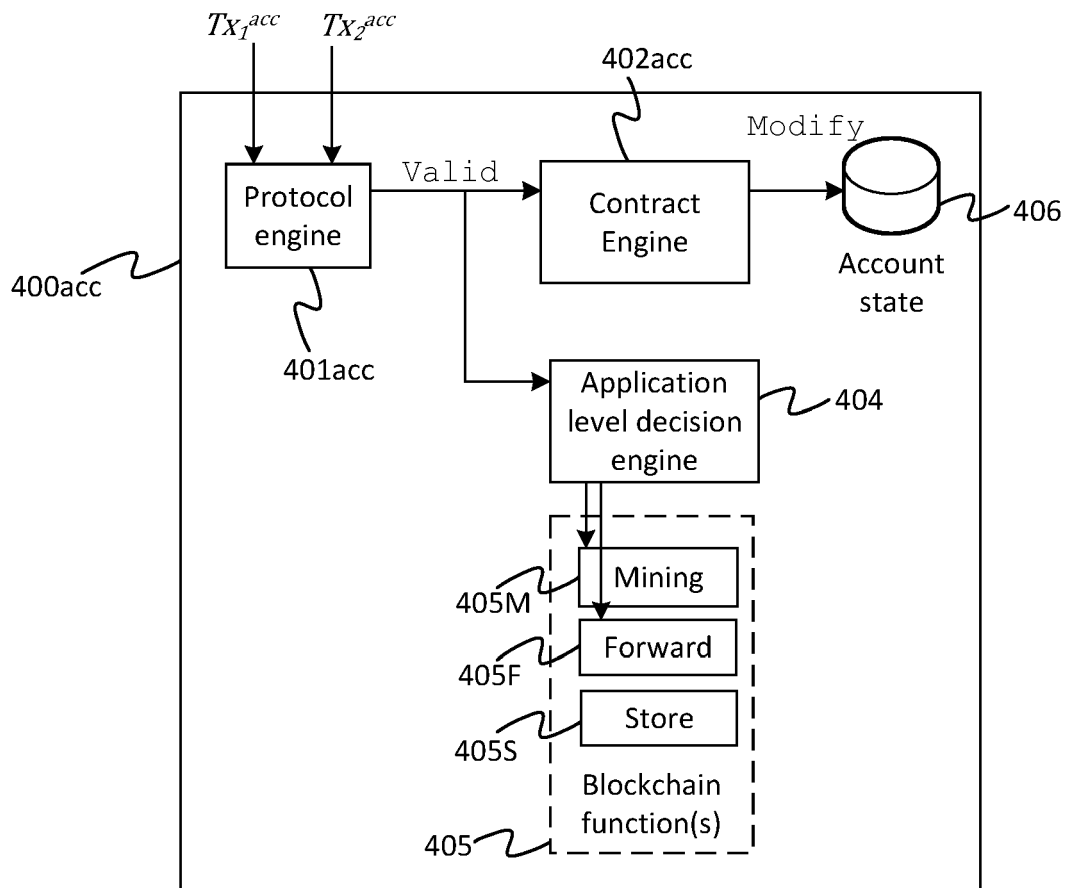 Tx₁ᵃᶜᶜ Tx₂ᵃᶜᶜ
402acc
Modify
Valid
Protocol
engine
Contract
Engine
406
Account
state
400acc
401acc
Application
level decision
engine
404
Mining
405M
Forward
405F
Store
405S
Blockchain
function(s)
405